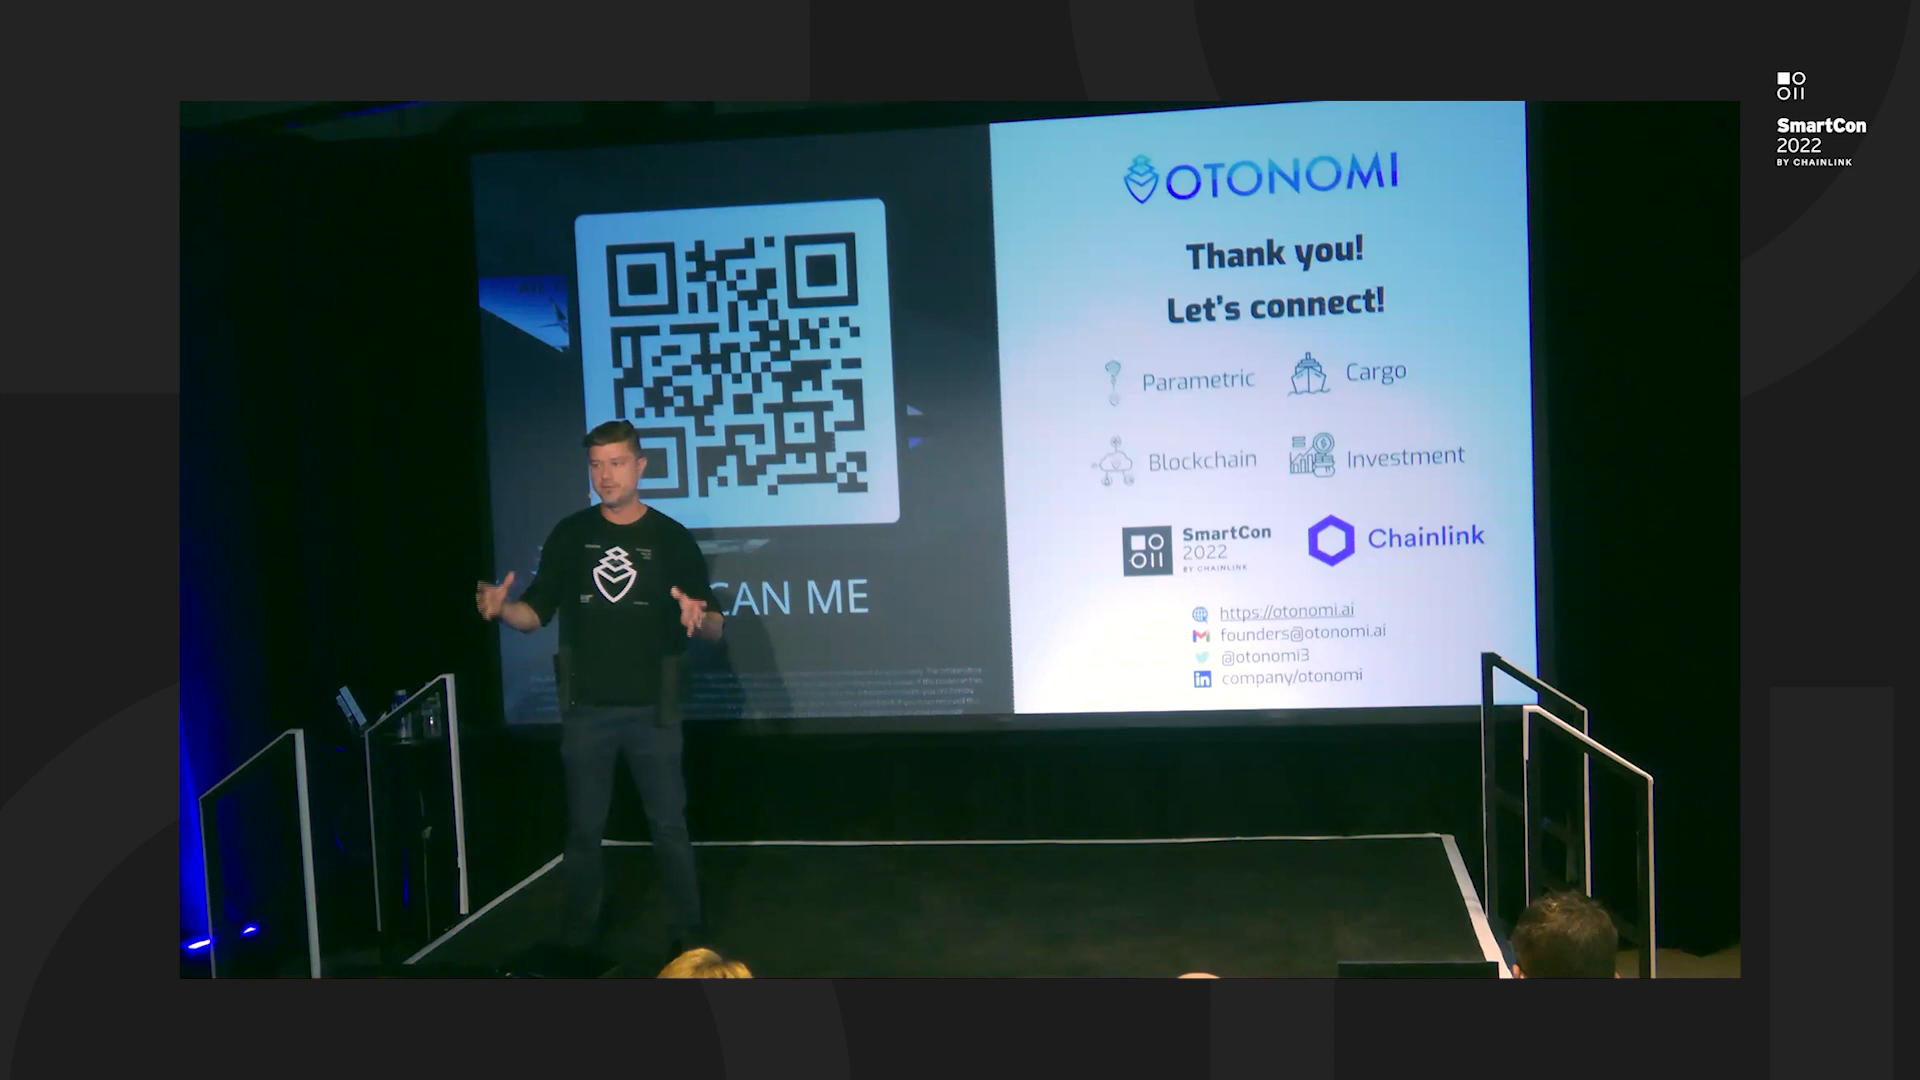 SmartCon
2022
BY CHAINLINK
OTONOMI
Thank you!
Let's connect!
Parametric
Cargo
Blockchain
Investment
SmartCon
2022
BY CHAINLINK
Chainlink
https://otonomi.ai
founders@otonomi.ai
@otonomi3
company/otonomi
CAN ME